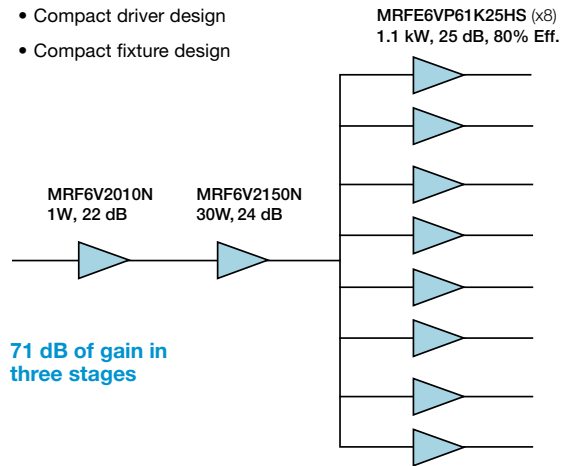 • Compact driver design
• Compact fixture design
MRFE6VP61K25HS (x8)
1.1 kW, 25 dB, 80% Eff.
MRF6V2010N
1W, 22 dB
MRF6V2150N
30W, 24 dB
71 dB of gain in
three stages